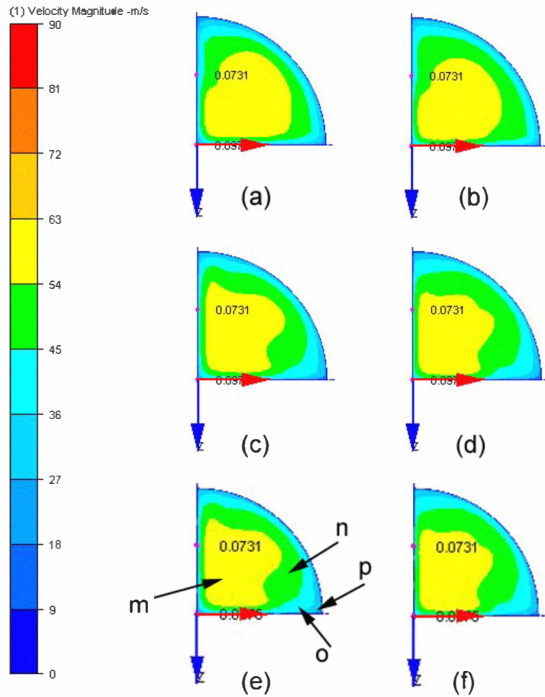 (1) Velocity Magnitude -m/s
90
81
72
63
54
45
36
27
18
9
0
0.0731
Z
(a)
0.0731
Z
(b)
0.0731
Z
(c)
0.0731
Z
(d)
0.0731
m
n
o
p
Z
(e)
0.0731
Z
(f)